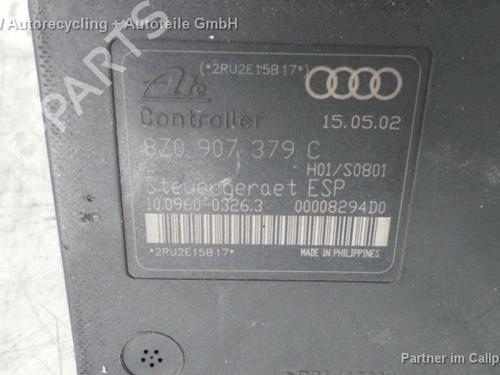 Autorecycling + Autoteile GmbH
(*2RU2E15B17*)
Ate
Controller 15.05.02
8Z0 907 379 C
H01/S0801
Steuergeraet ESP
10.0960-0326.3 00008294D0
*2RU2E15B17*
MADE IN PHILIPPINES
Partner im Callp